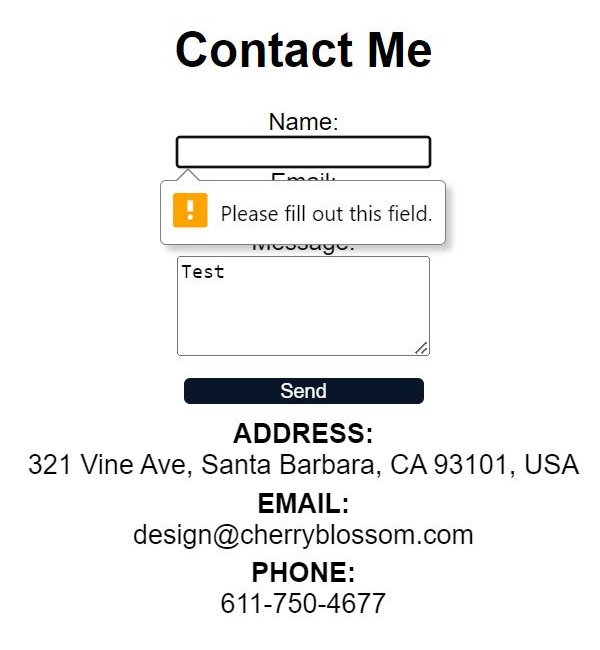 Contact Me
Name:
Email:
Please fill out this field.
Message:
Test
Send
ADDRESS:
321 Vine Ave, Santa Barbara, CA 93101, USA
EMAIL:
design@cherryblossom.com
PHONE:
611-750-4677